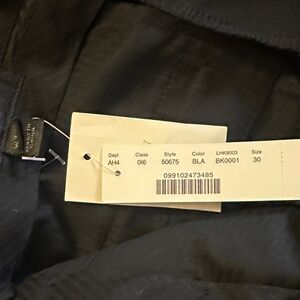 Dept Class Style Color LHK9003 Size
AH4 0I6 50675 BLA BK0001 30
099102473485